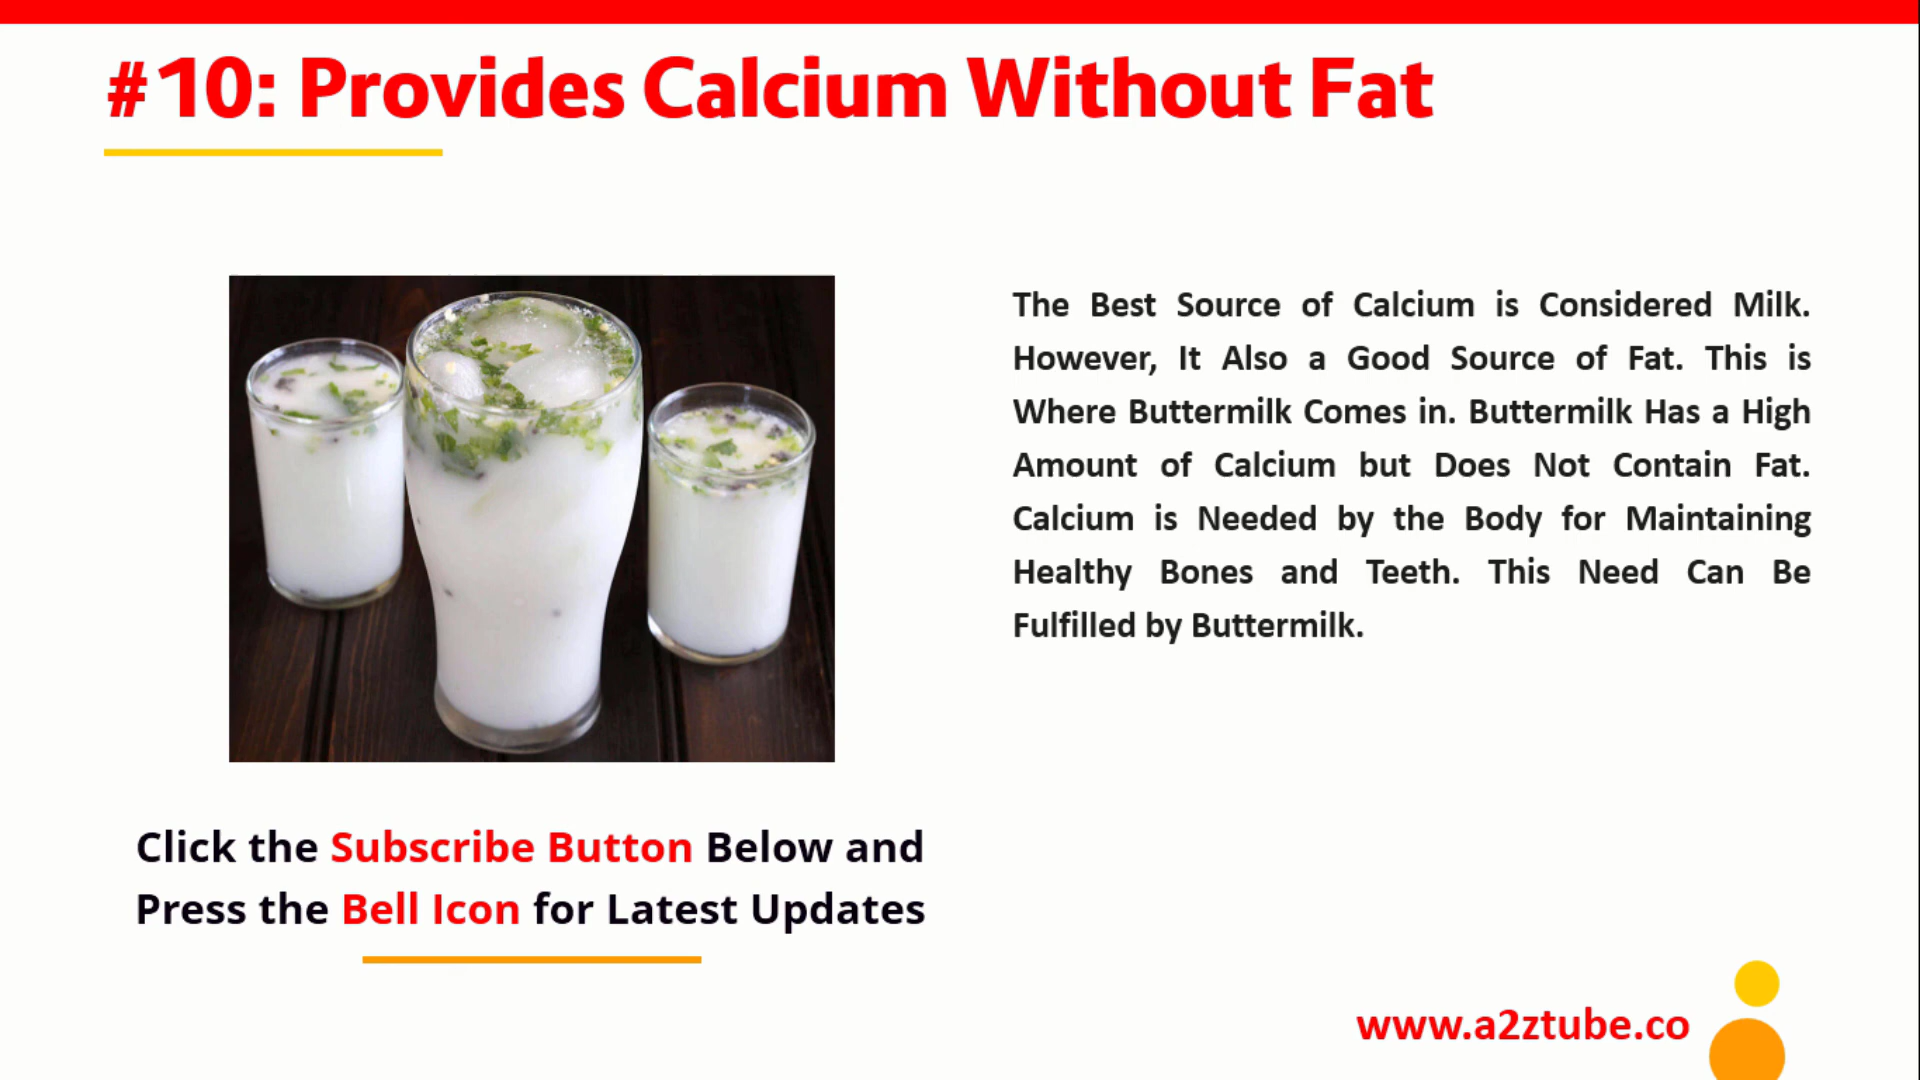 #10: Provides Calcium Without Fat
The Best Source of Calcium is Considered Milk.
However, It Also a Good Source of Fat. This is
Where Buttermilk Comes in. Buttermilk Has a High
Amount of Calcium but Does Not Contain Fat.
Calcium is Needed by the Body for Maintaining
Healthy Bones and Teeth. This Need Can Be
Fulfilled by Buttermilk.
Click the Subscribe Button Below and
Press the Bell Icon for Latest Updates
www.a2ztube.co